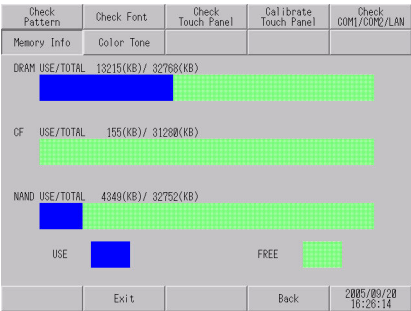 Check Pattern
Check Font
Check Touch Panel
Calibrate Touch Panel
Check COM1/COM2/LAN
Memory Info
Color Tone
DRAM USE/TOTAL 13215(KB)/ 32768(KB)
CF USE/TOTAL 155(KB)/ 31280(KB)
NAND USE/TOTAL 4349(KB)/ 32752(KB)
USE
FREE
Exit
Back
2005/09/20
16:26:14